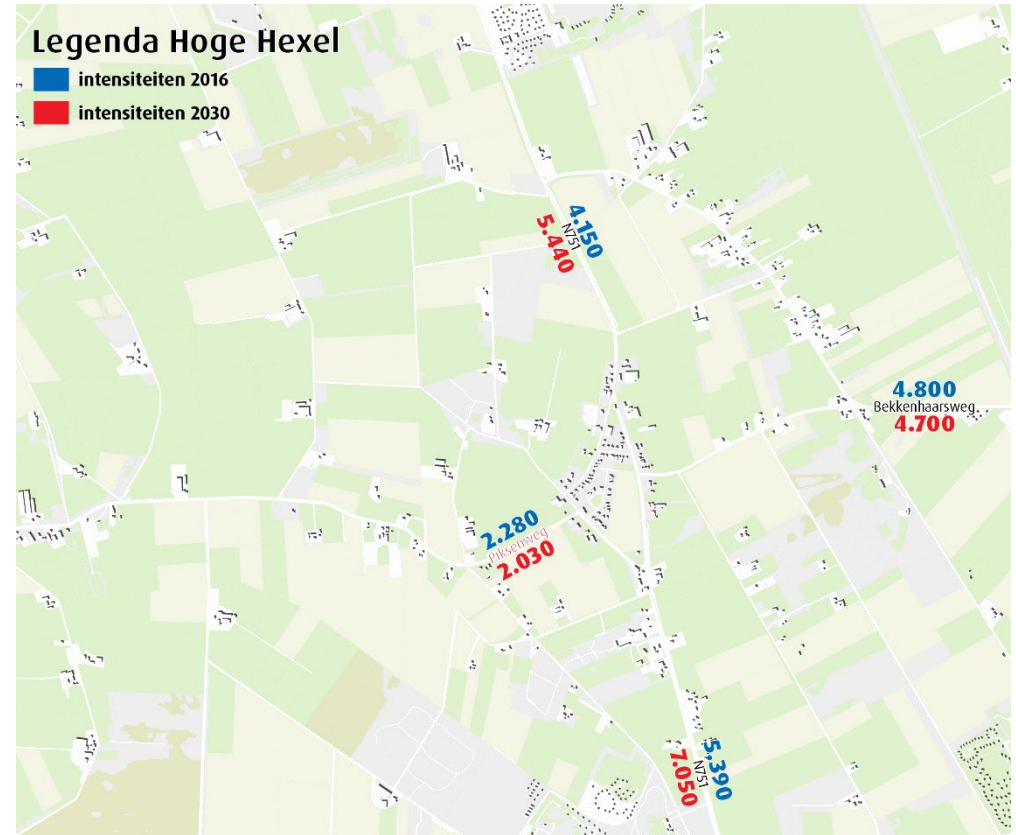 Legenda Hoge Hexel
intensiteiten 2016
intensiteiten 2030
4.150
N751
5.440
4.800
Bekkenhaarsweg
4.700
2.280
Piksenweg
2.030
5,390
N751
7.050